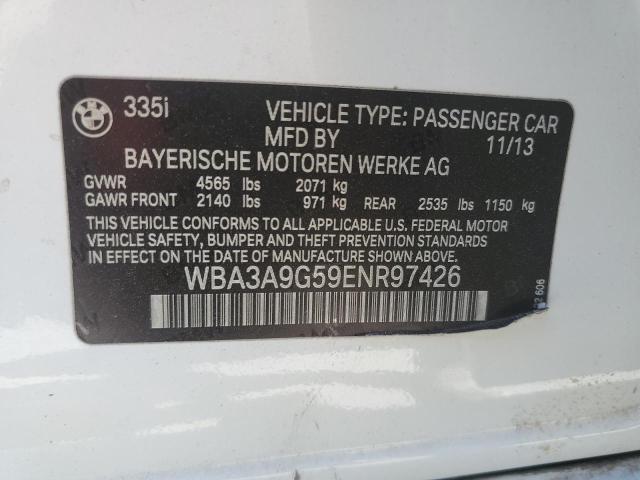 BMW 335i VEHICLE TYPE: PASSENGER CAR
MFD BY 11/13
BAYERISCHE MOTOREN WERKE AG
GVWR 4565 lbs 2071 kg
GAWR FRONT 2140 lbs 971 kg REAR 2535 lbs 1150 kg
THIS VEHICLE CONFORMS TO ALL APPLICABLE U.S. FEDERAL MOTOR
VEHICLE SAFETY, BUMPER AND THEFT PREVENTION STANDARDS
IN EFFECT ON THE DATE OF MANUFACTURE SHOWN ABOVE.
WBA3A9G59ENR97426
606